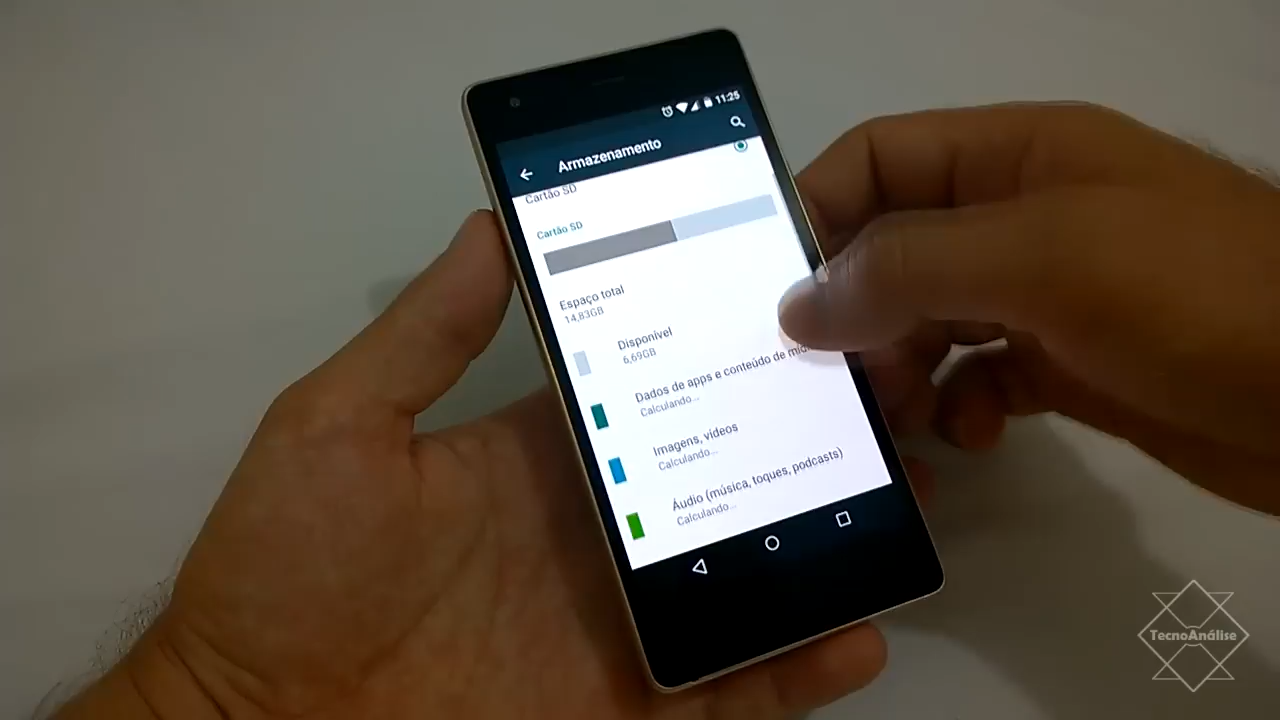 11:25
Armazenamento
Cartão SD
Cartão SD
Espaço total
14,83GB
Disponível
6,69GB
Dados de apps e conteúdo de
Calculando...
Imagens, vídeos
Calculando...
Áudio (música, toques, podcasts)
Calculando...
TecnoAnálise